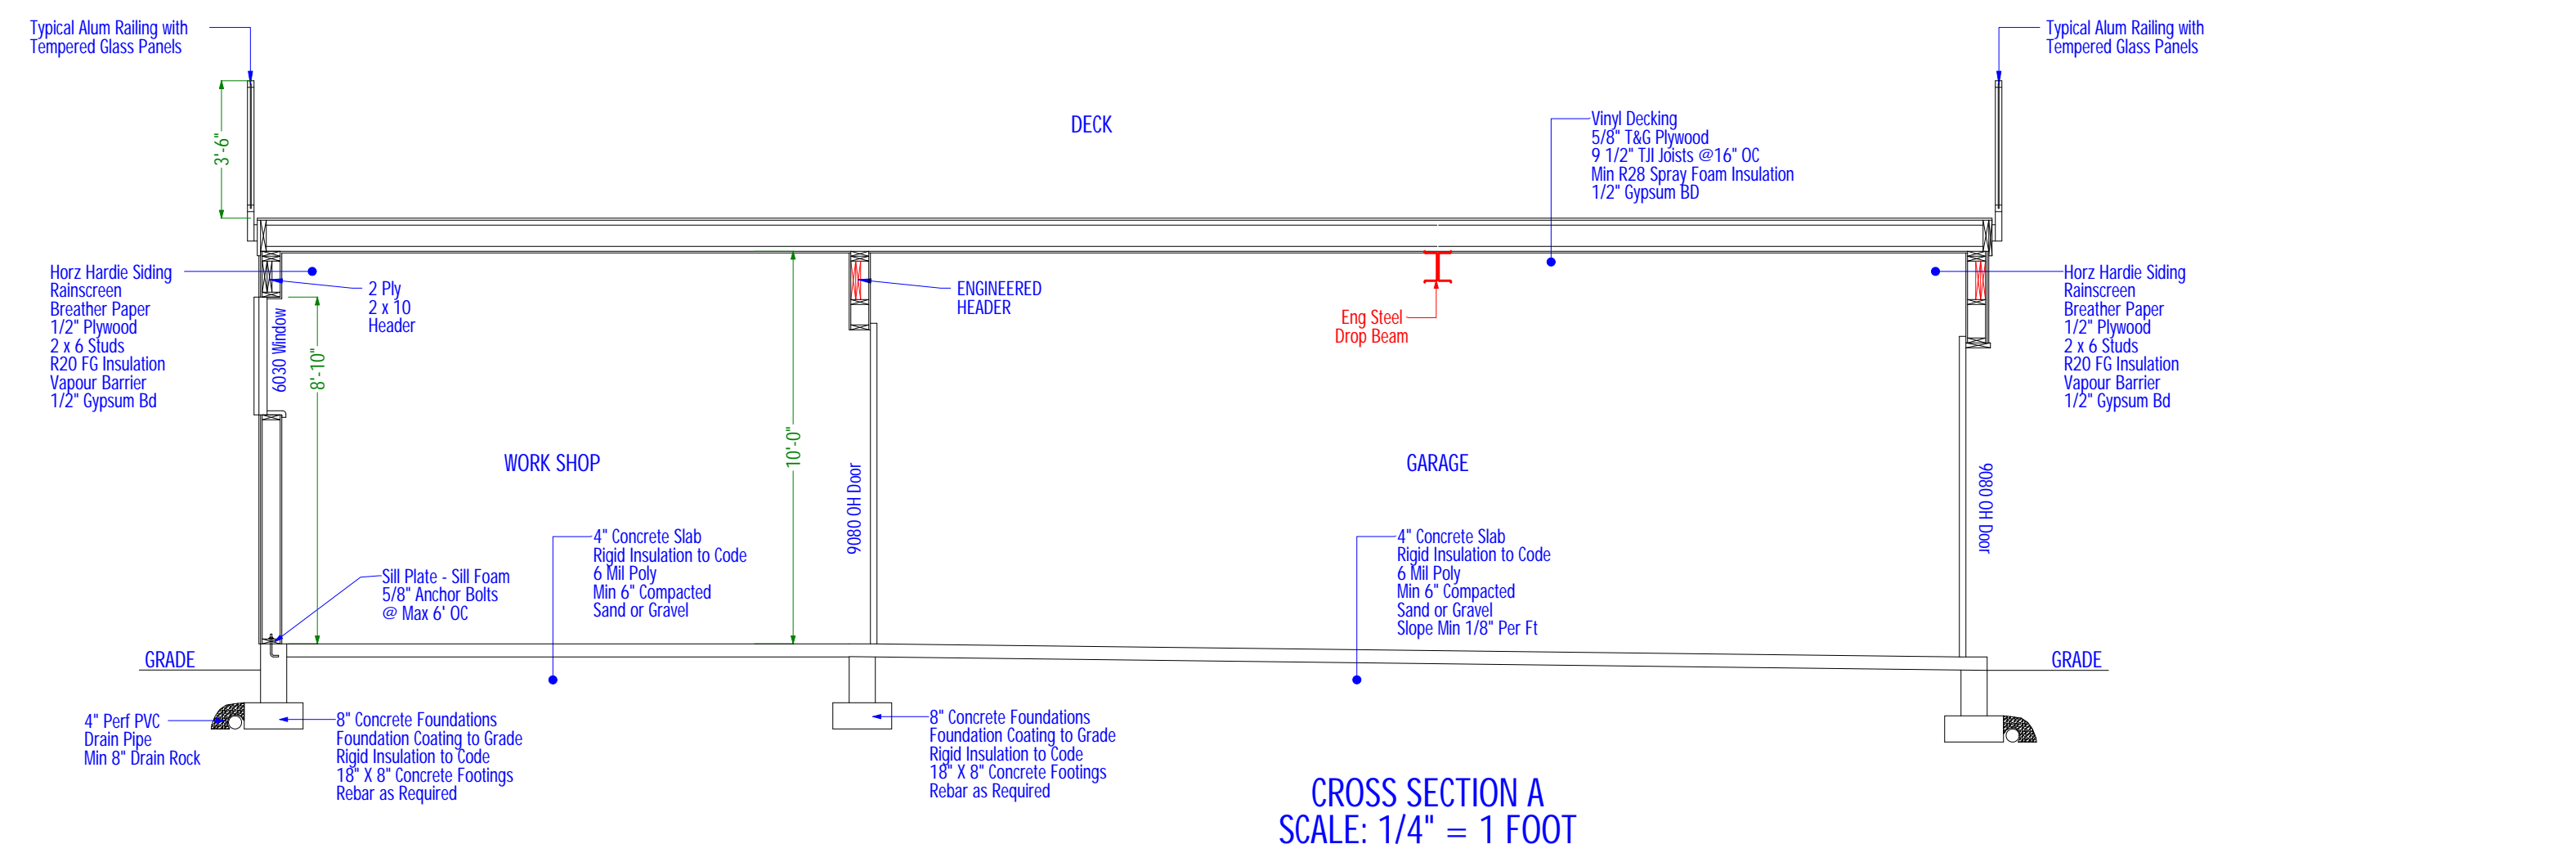 Typical Alum Railing with
Tempered Glass Panels
Typical Alum Railing with
Tempered Glass Panels
3'-6"
DECK
Vinyl Decking
5/8" T&G Plywood
9 1/2" TJI Joists @16" OC
Min R28 Spray Foam Insulation
1/2" Gypsum BD
Horz Hardie Siding
Rainscreen
Breather Paper
1/2" Plywood
2 x 6 Studs
R20 FG Insulation
Vapour Barrier
1/2" Gypsum Bd
6030 Window
8'-10"
2 Ply
2 x 10
Header
ENGINEERED
HEADER
Eng Steel
Drop Beam
Horz Hardie Siding
Rainscreen
Breather Paper
1/2" Plywood
2 x 6 Studs
R20 FG Insulation
Vapour Barrier
1/2" Gypsum Bd
WORK SHOP
10'-0"
9080 OH Door
GARAGE
9080 OH Door
Sill Plate - Sill Foam
5/8" Anchor Bolts
@ Max 6' OC
4" Concrete Slab
Rigid Insulation to Code
6 Mil Poly
Min 6" Compacted
Sand or Gravel
4" Concrete Slab
Rigid Insulation to Code
6 Mil Poly
Min 6" Compacted
Sand or Gravel
Slope Min 1/8" Per Ft
GRADE
GRADE
4" Perf PVC
Drain Pipe
Min 8" Drain Rock
8" Concrete Foundations
Foundation Coating to Grade
Rigid Insulation to Code
18" X 8" Concrete Footings
Rebar as Required
8" Concrete Foundations
Foundation Coating to Grade
Rigid Insulation to Code
18" X 8" Concrete Footings
Rebar as Required
CROSS SECTION A
SCALE: 1/4" = 1 FOOT